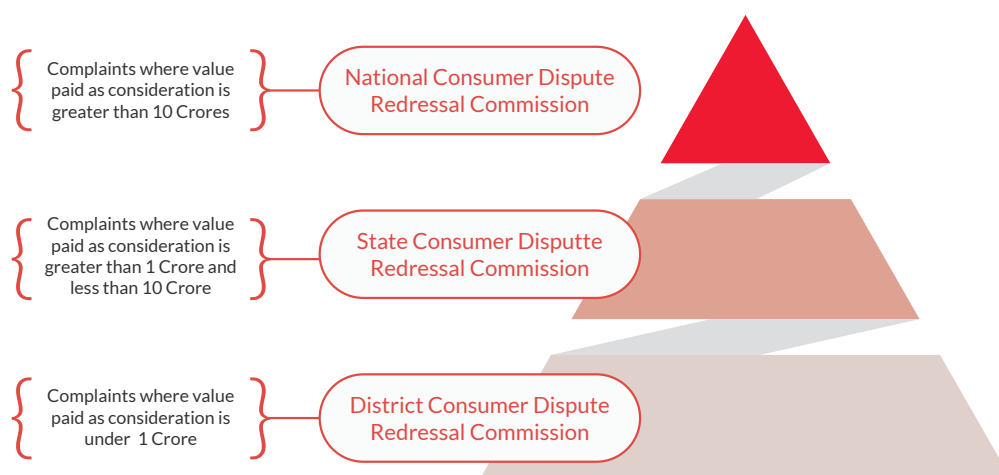 Complaints where value
paid as consideration is
greater than 10 Crores
National Consumer Dispute
Redressal Commission
Complaints where value
paid as consideration is
greater than 1 Crore and
less than 10 Crore
State Consumer Disputte
Redressal Commission
Complaints where value
paid as consideration is
under 1 Crore
District Consumer Dispute
Redressal Commission